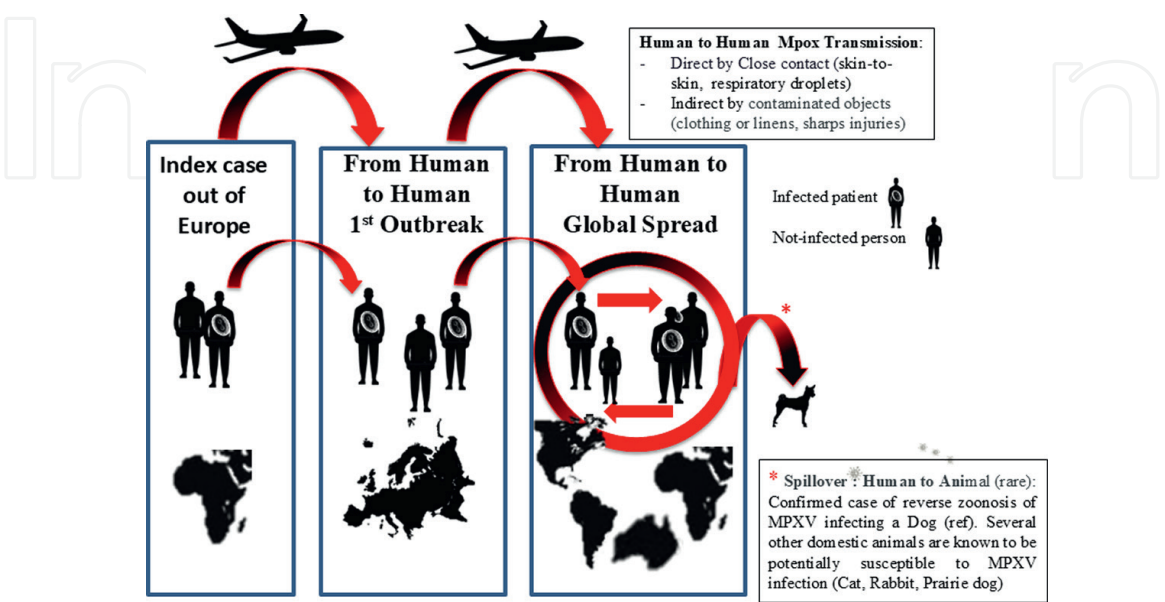 In
n
Human to Human Mpox Transmission:
- Direct by Close contact (skin-to-
skin, respiratory droplets)
- Indirect by contaminated objects
(clothing or linens, sharps injuries)
Index case
out of
Europe
From Human
to Human
1st Outbreak
From Human to
Human
Global Spread
Infected patient
Not-infected person
*
* Spillover : Human to Animal (rare):
Confirmed case of reverse zoonosis of
MPXV infecting a Dog (ref). Several
other domestic animals are known to be
potentially susceptible to MPXV
infection (Cat, Rabbit, Prairie dog)